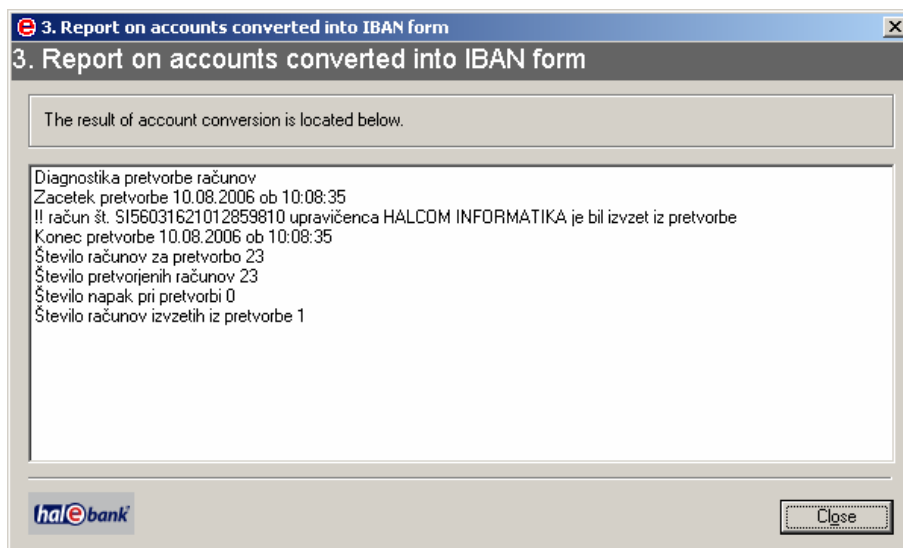 3. Report on accounts converted into IBAN form
3. Report on accounts converted into IBAN form
The result of account conversion is located below.
Diagnostika pretvorbe računov
Zacetek pretvorbe 10.08.2006 ob 10:08:35
!! račun št. SI56031621012859810 upravičenca HALCOM INFORMATIKA je bil izvzet iz pretvorbe
Konec pretvorbe 10.08.2006 ob 10:08:35
Število računov za pretvorbo 23
Število pretvorjenih računov 23
Število napak pri pretvorbi 0
Število računov izvzetih iz pretvorbe 1
hal e bank
Close